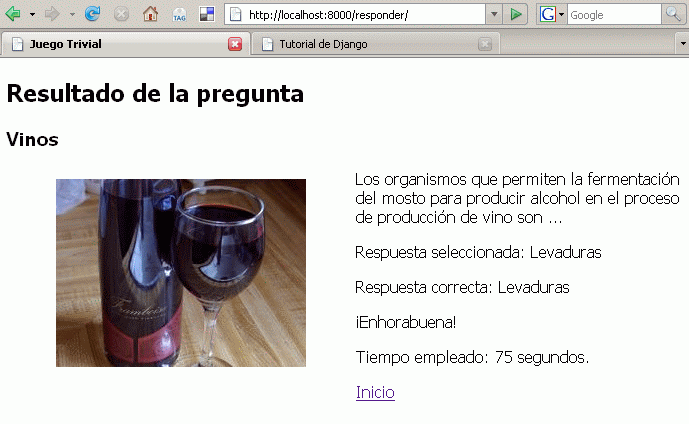 TAG
http://localhost:8000/responder/
G
Google
Juego Trivial
Tutorial de Django
Resultado de la pregunta
Vinos
Los organismos que permiten la fermentación
del mosto para producir alcohol en el proceso
de producción de vino son ...
Respuesta seleccionada: Levaduras
Respuesta correcta: Levaduras
¡Enhorabuena!
Tiempo empleado: 75 segundos.
Inicio
Framboise